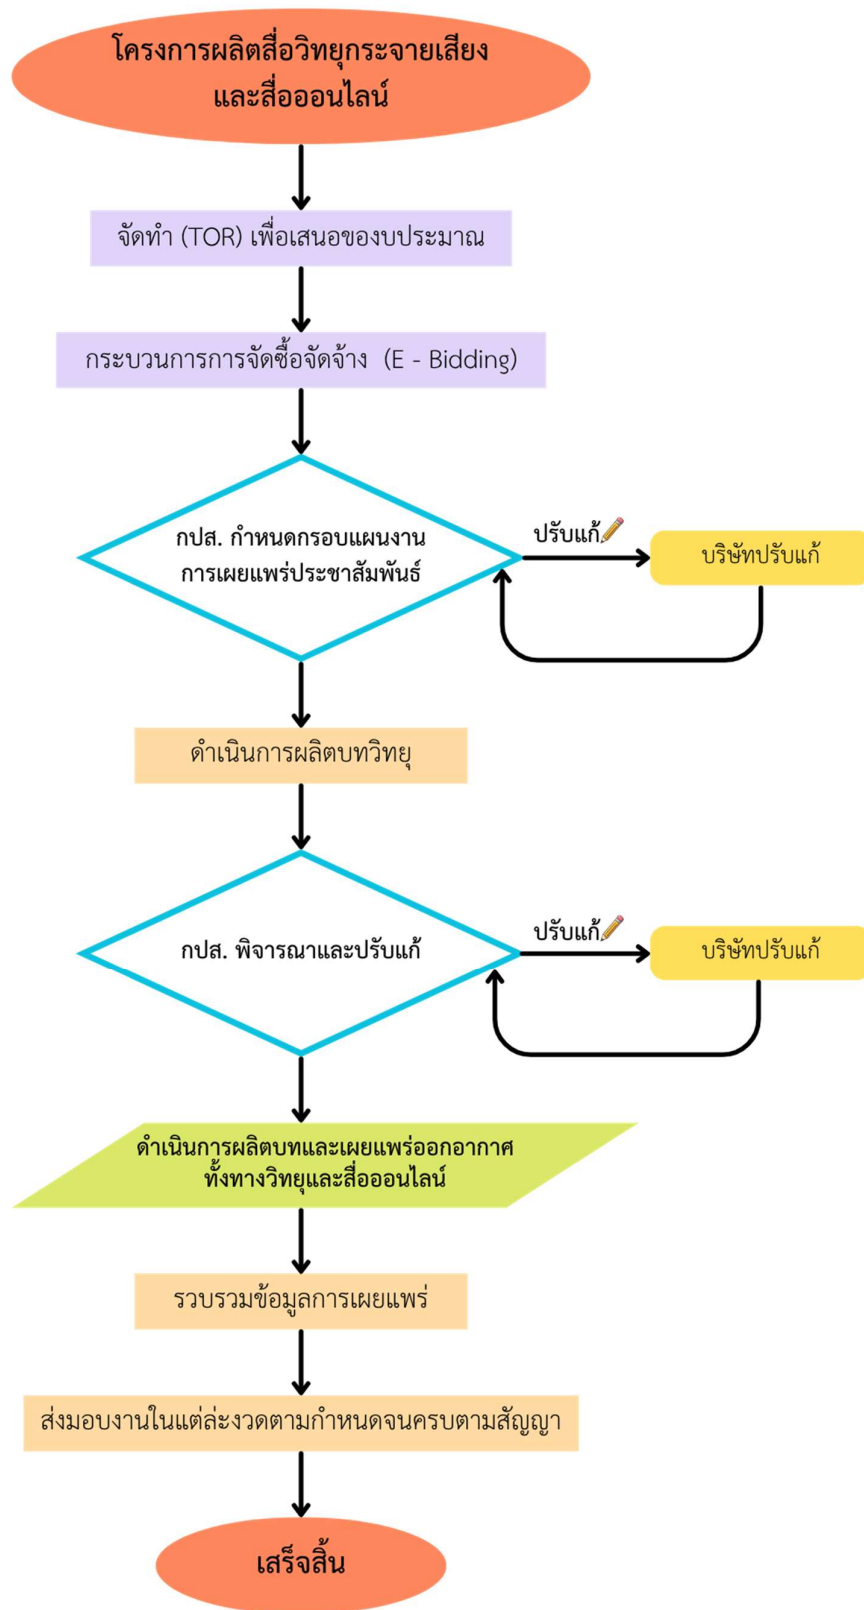 โครงการผลิตสื่อวิทยุกระจายเสียง
และสื่อออนไลน์
จัดทำ (TOR) เพื่อเสนอของบประมาณ
กระบวนการการจัดซื้อจัดจ้าง (E - Bidding)
กปส. กำหนดกรอบแผนงาน
การเผยแพร่ประชาสัมพันธ์
ปรับแก้
บริษัทปรับแก้
ดำเนินการผลิตบทวิทยุ
กปส. พิจารณาและปรับแก้
ปรับแก้
บริษัทปรับแก้
ดำเนินการผลิตบทและเผยแพร่ออกอากาศ
ทั้งทางวิทยุและสื่อออนไลน์
รวบรวมข้อมูลการเผยแพร่
ส่งมอบงานในแต่ล่ะงวดตามกำหนดจนครบตามสัญญา
เสร็จสิ้น